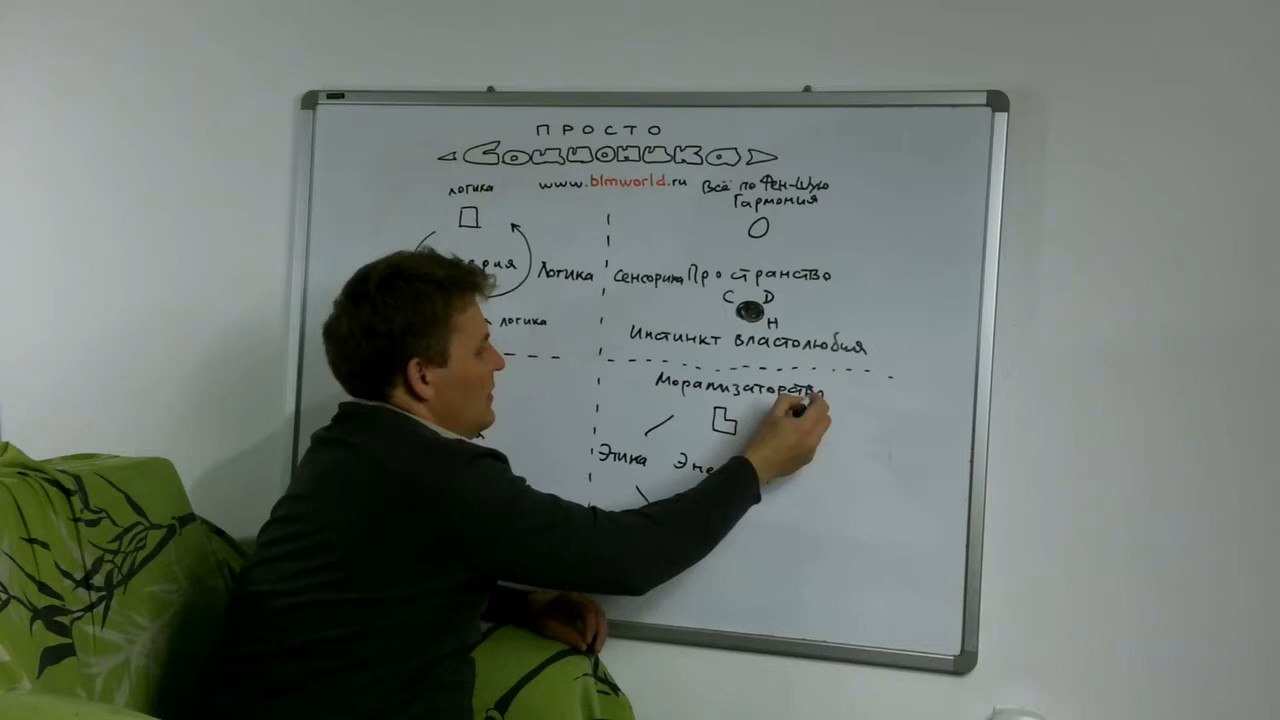 ПРОСТО
Соционика
www.blmworld.ru
логика
Всё по Фен-Шую
Гармония
Логика
Сенсорика
Пространство
С D
Н
логика
Инстинкт властолюбия
Морализаторство
Этика